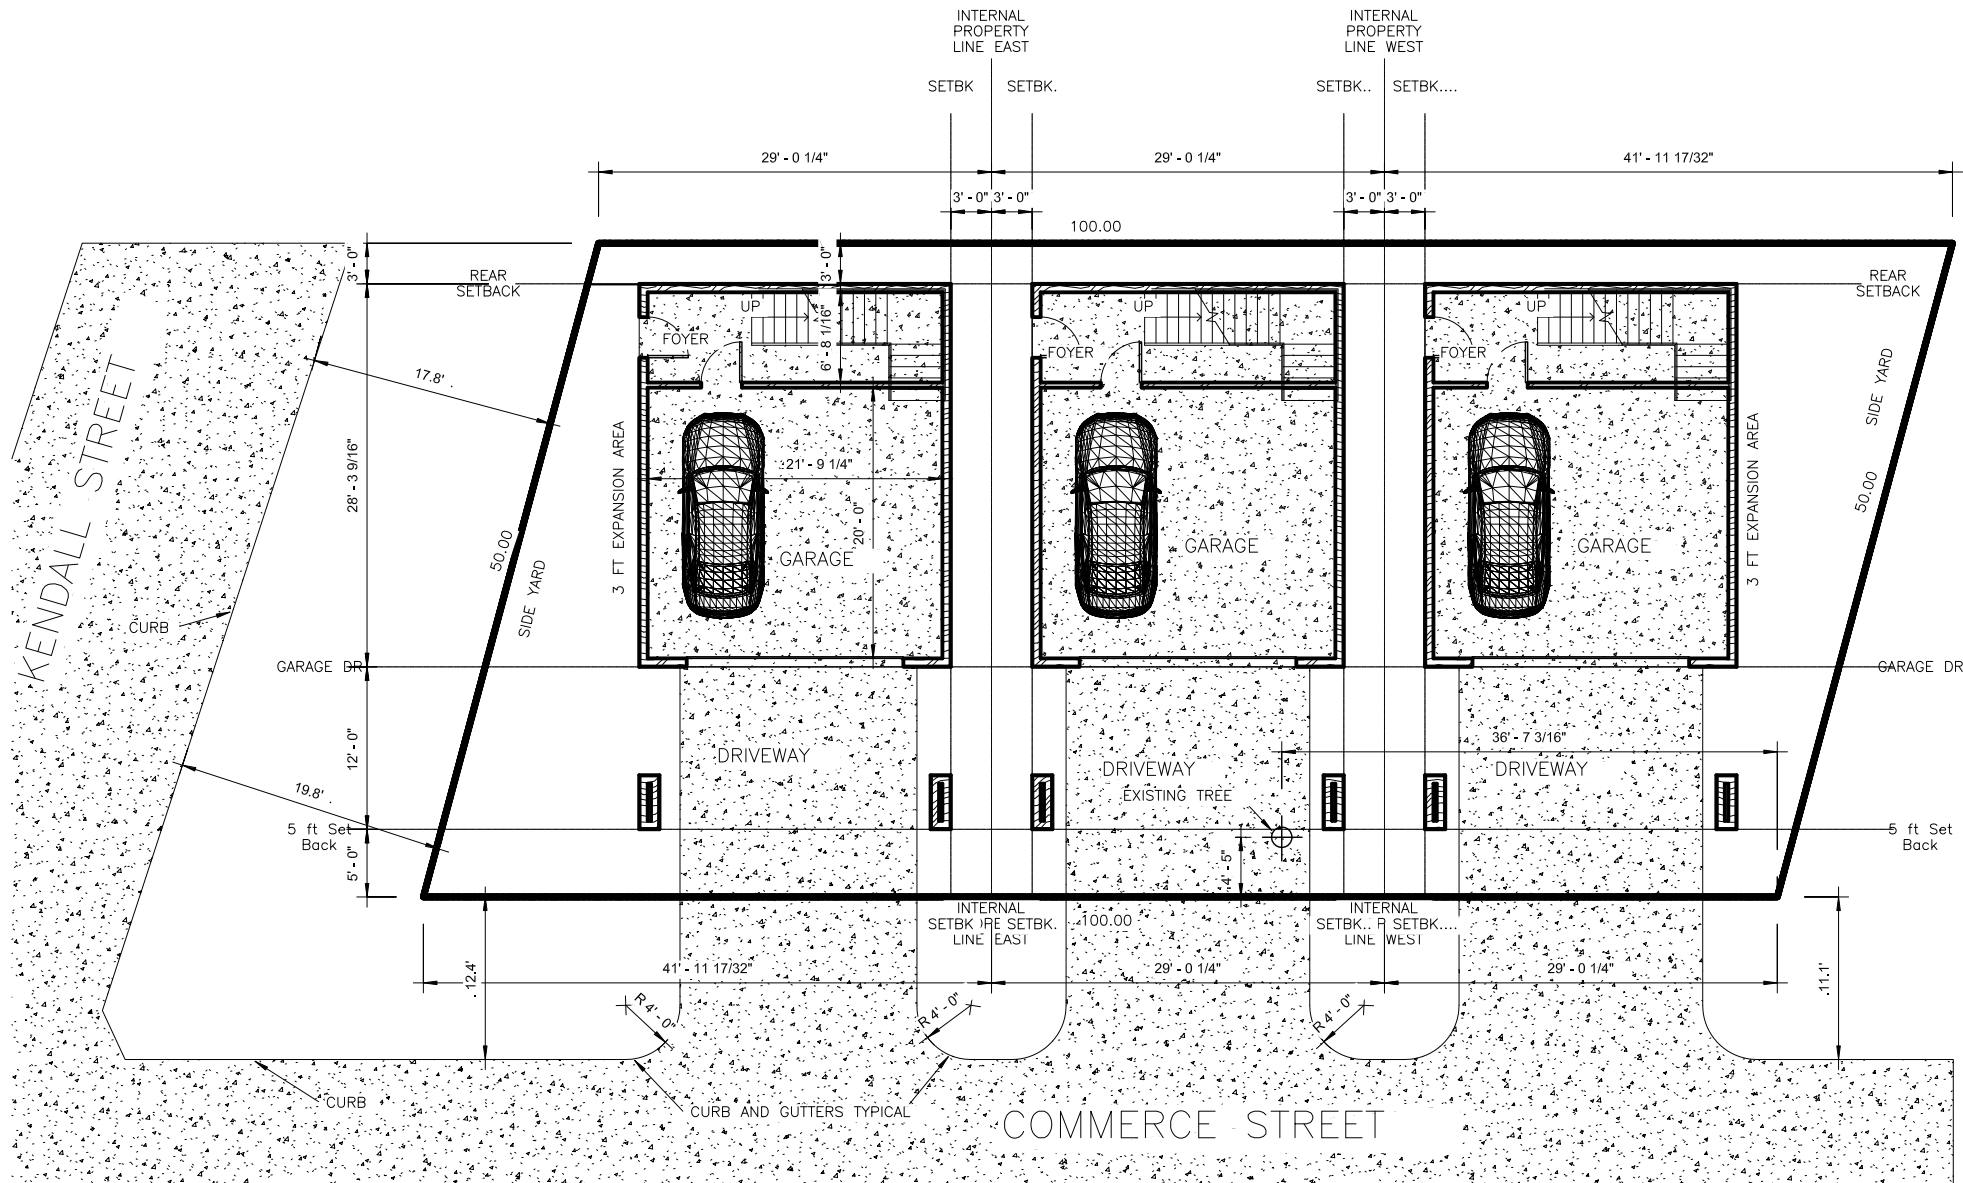 INTERNAL
PROPERTY
LINE EAST
INTERNAL
PROPERTY
LINE WEST
SETBK
SETBK.
SETBK..
SETBK....
29' - 0 1/4"
29' - 0 1/4"
41' - 11 17/32"
3' - 0"
3' - 0"
3' - 0"
3' - 0"
100.00
3' - 0"
3' - 0"
REAR
SETBACK
REAR
SETBACK
UP
UP
UP
FOYER
FOYER
FOYER
6' - 8 1/16"
17.8'
KENDALL STREET
28' - 3 9/16"
50.00
SIDE YARD
3 FT EXPANSION AREA
21' - 9 1/4"
20' - 0"
GARAGE
GARAGE
GARAGE
3 FT EXPANSION AREA
SIDE YARD
50.00
CURB
GARAGE DR
GARAGE DR
12' - 0"
DRIVEWAY
DRIVEWAY
DRIVEWAY
36' - 7 3/16"
EXISTING TREE
19.8'
5 ft Set
Back
5 ft Set
Back
5' - 0"
4' - 5"
INTERNAL
SETBK
SETBK.
LINE EAST
100.00
INTERNAL
SETBK..
SETBK....
LINE WEST
12.4'
41' - 11 17/32"
29' - 0 1/4"
29' - 0 1/4"
11.1'
R 4' - 0"
R 4' - 0"
R 4' - 0"
CURB
CURB AND GUTTERS TYPICAL
COMMERCE STREET